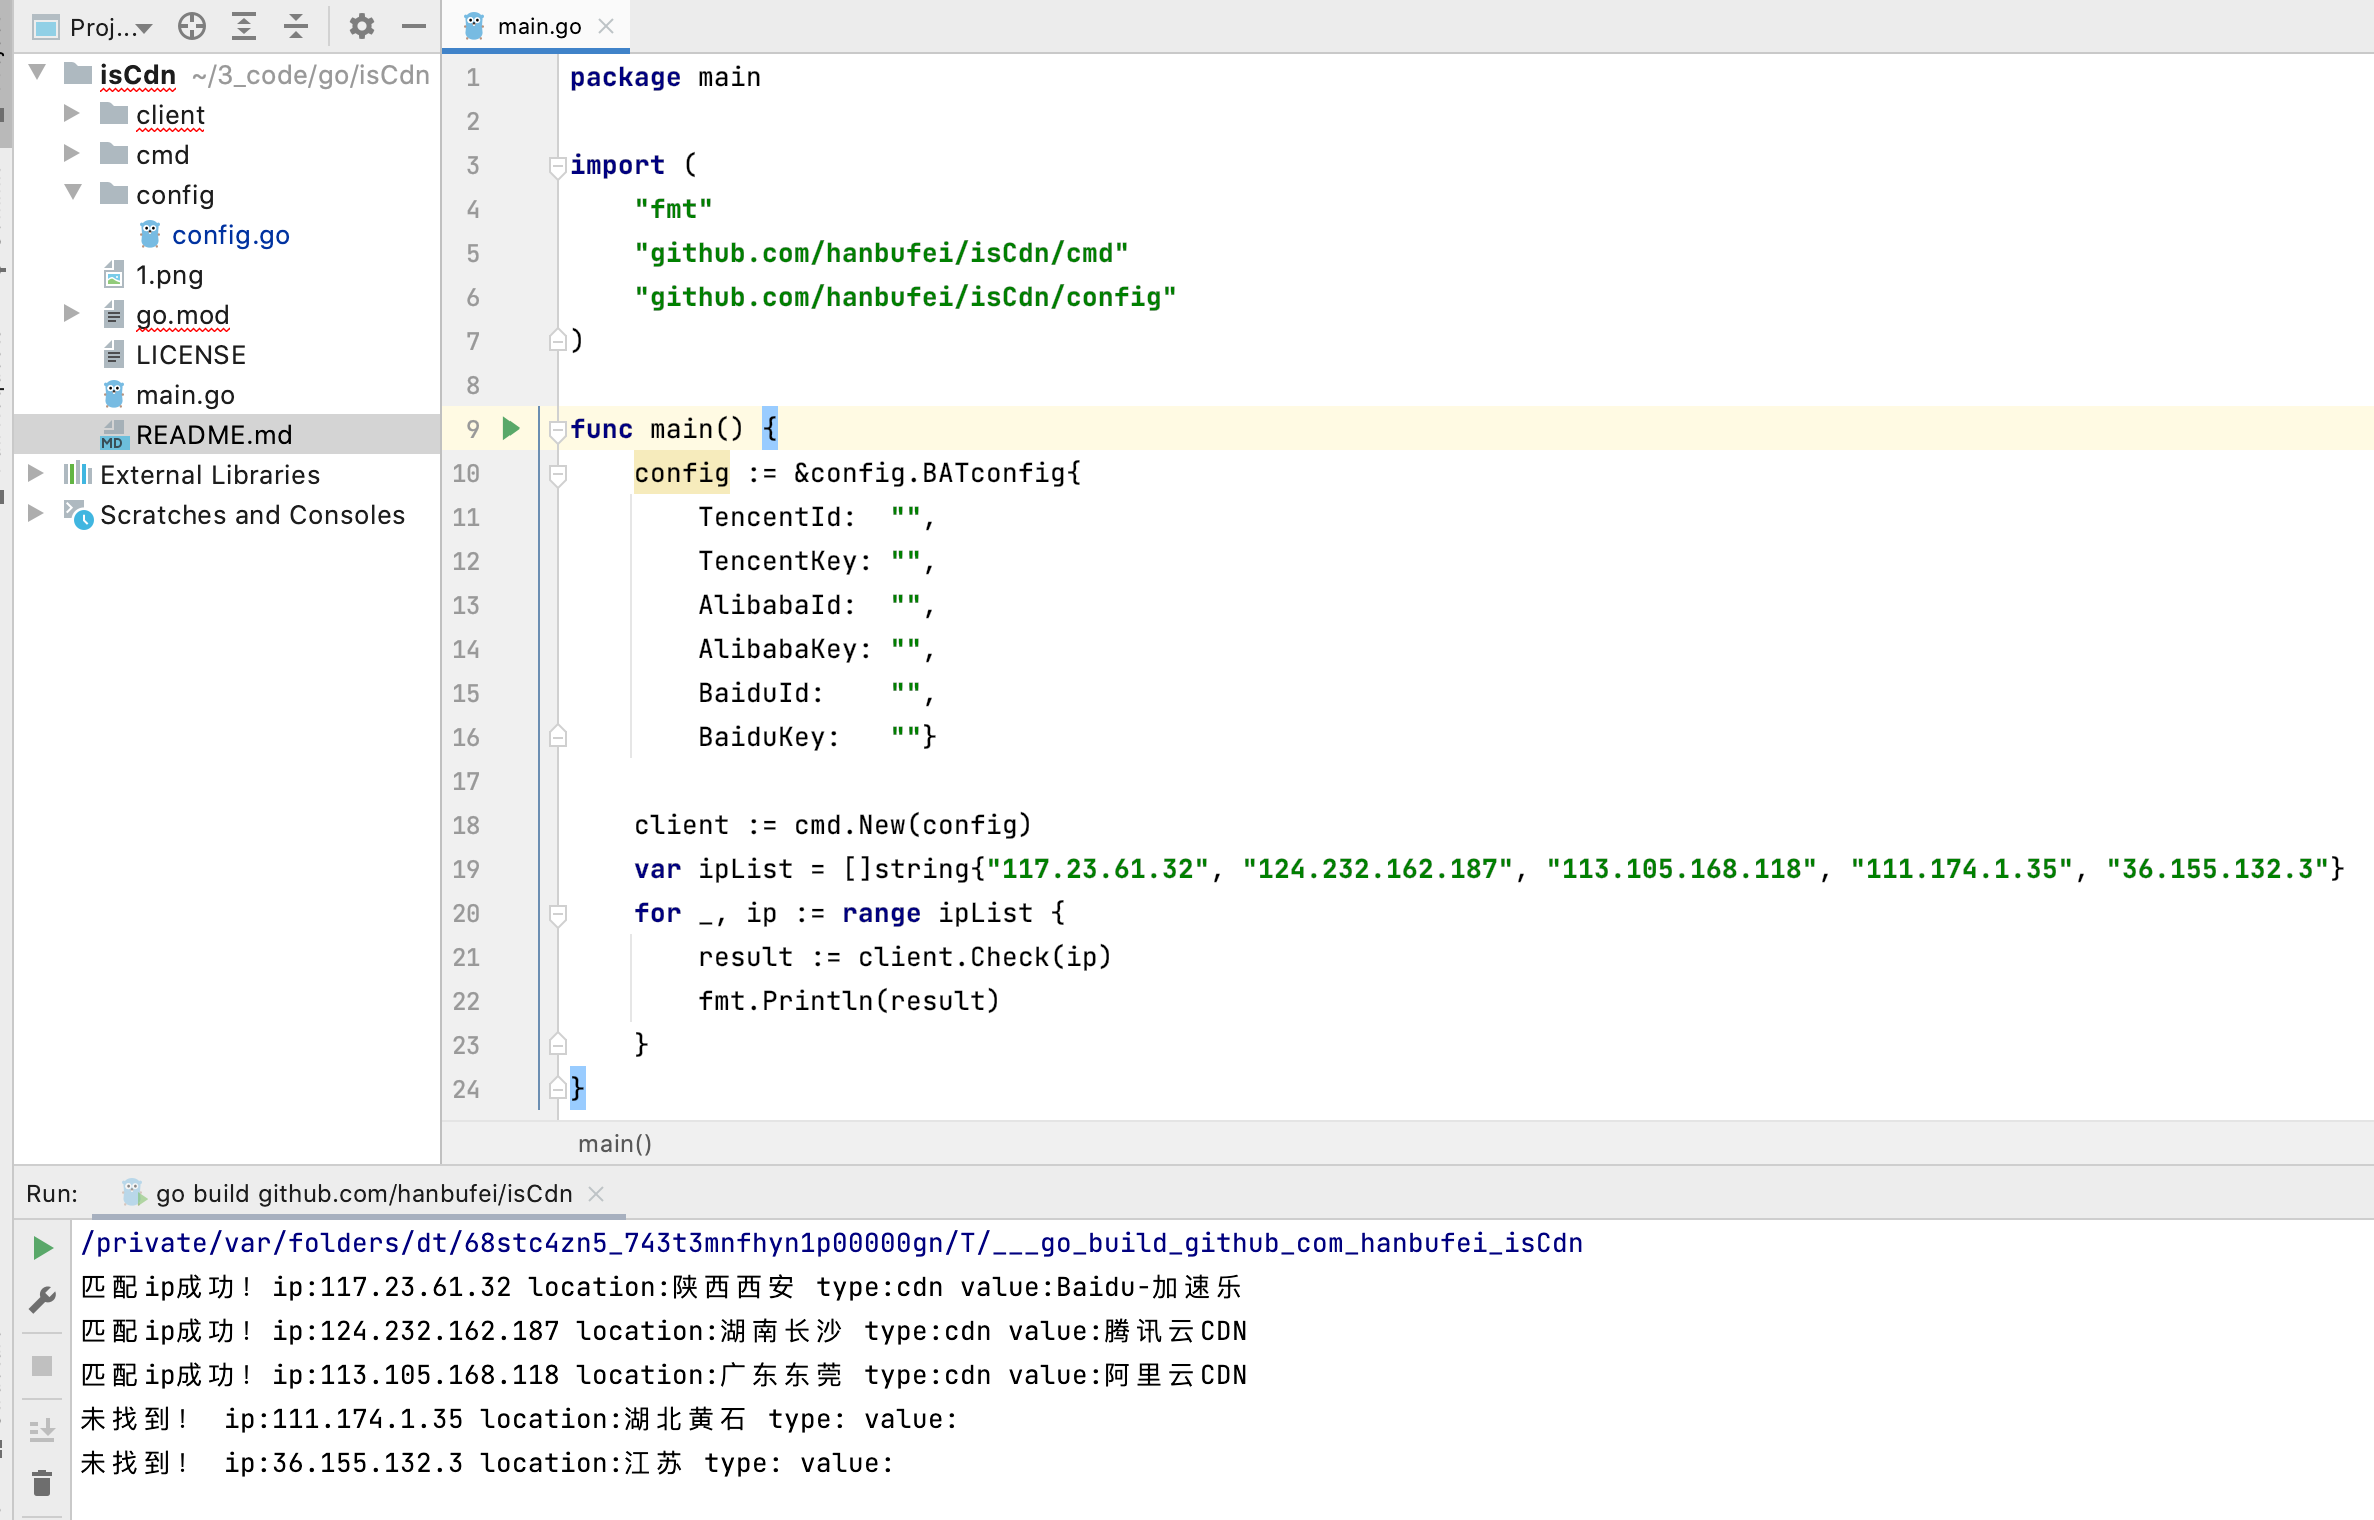 Proj...
main.go
isCdn ~/3_code/go/isCdn
client
cmd
config
config.go
1.png
go.mod
LICENSE
main.go
README.md
External Libraries
Scratches and Consoles
1 package main
2
3 import (
4 "fmt"
5 "github.com/hanbufei/isCdn/cmd"
6 "github.com/hanbufei/isCdn/config"
7 )
8
9 func main() {
10 config := &config.BATconfig{
11 TencentId: "",
12 TencentKey: "",
13 AlibabaId: "",
14 AlibabaKey: "",
15 BaiduId: "",
16 BaiduKey: ""}
17
18 client := cmd.New(config)
19 var ipList = []string{"117.23.61.32", "124.232.162.187", "113.105.168.118", "111.174.1.35", "36.155.132.3"}
20 for _, ip := range ipList {
21 result := client.Check(ip)
22 fmt.Println(result)
23 }
24 }
main()
Run: go build github.com/hanbufei/isCdn
/private/var/folders/dt/68stc4zn5_743t3mnfhyn1p00000gn/T/___go_build_github_com_hanbufei_isCdn
匹配ip成功! ip:117.23.61.32 location:陕西西安 type:cdn value:Baidu-加速乐
匹配ip成功! ip:124.232.162.187 location:湖南长沙 type:cdn value:腾讯云CDN
匹配ip成功! ip:113.105.168.118 location:广东东莞 type:cdn value:阿里云CDN
未找到! ip:111.174.1.35 location:湖北黄石 type: value:
未找到! ip:36.155.132.3 location:江苏 type: value: